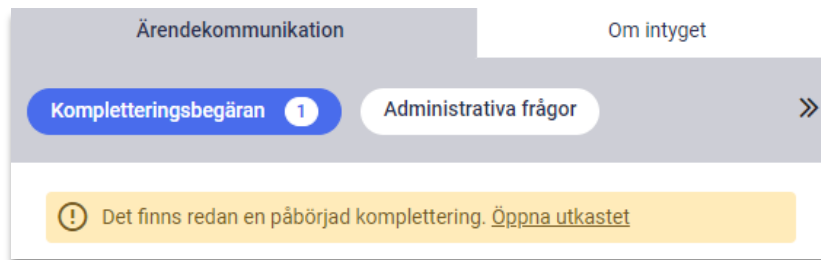 Ärendekommunikation Om intyget
Kompletteringsbegäran 1 Administrativa frågor
Det finns redan en påbörjad komplettering. Öppna utkastet